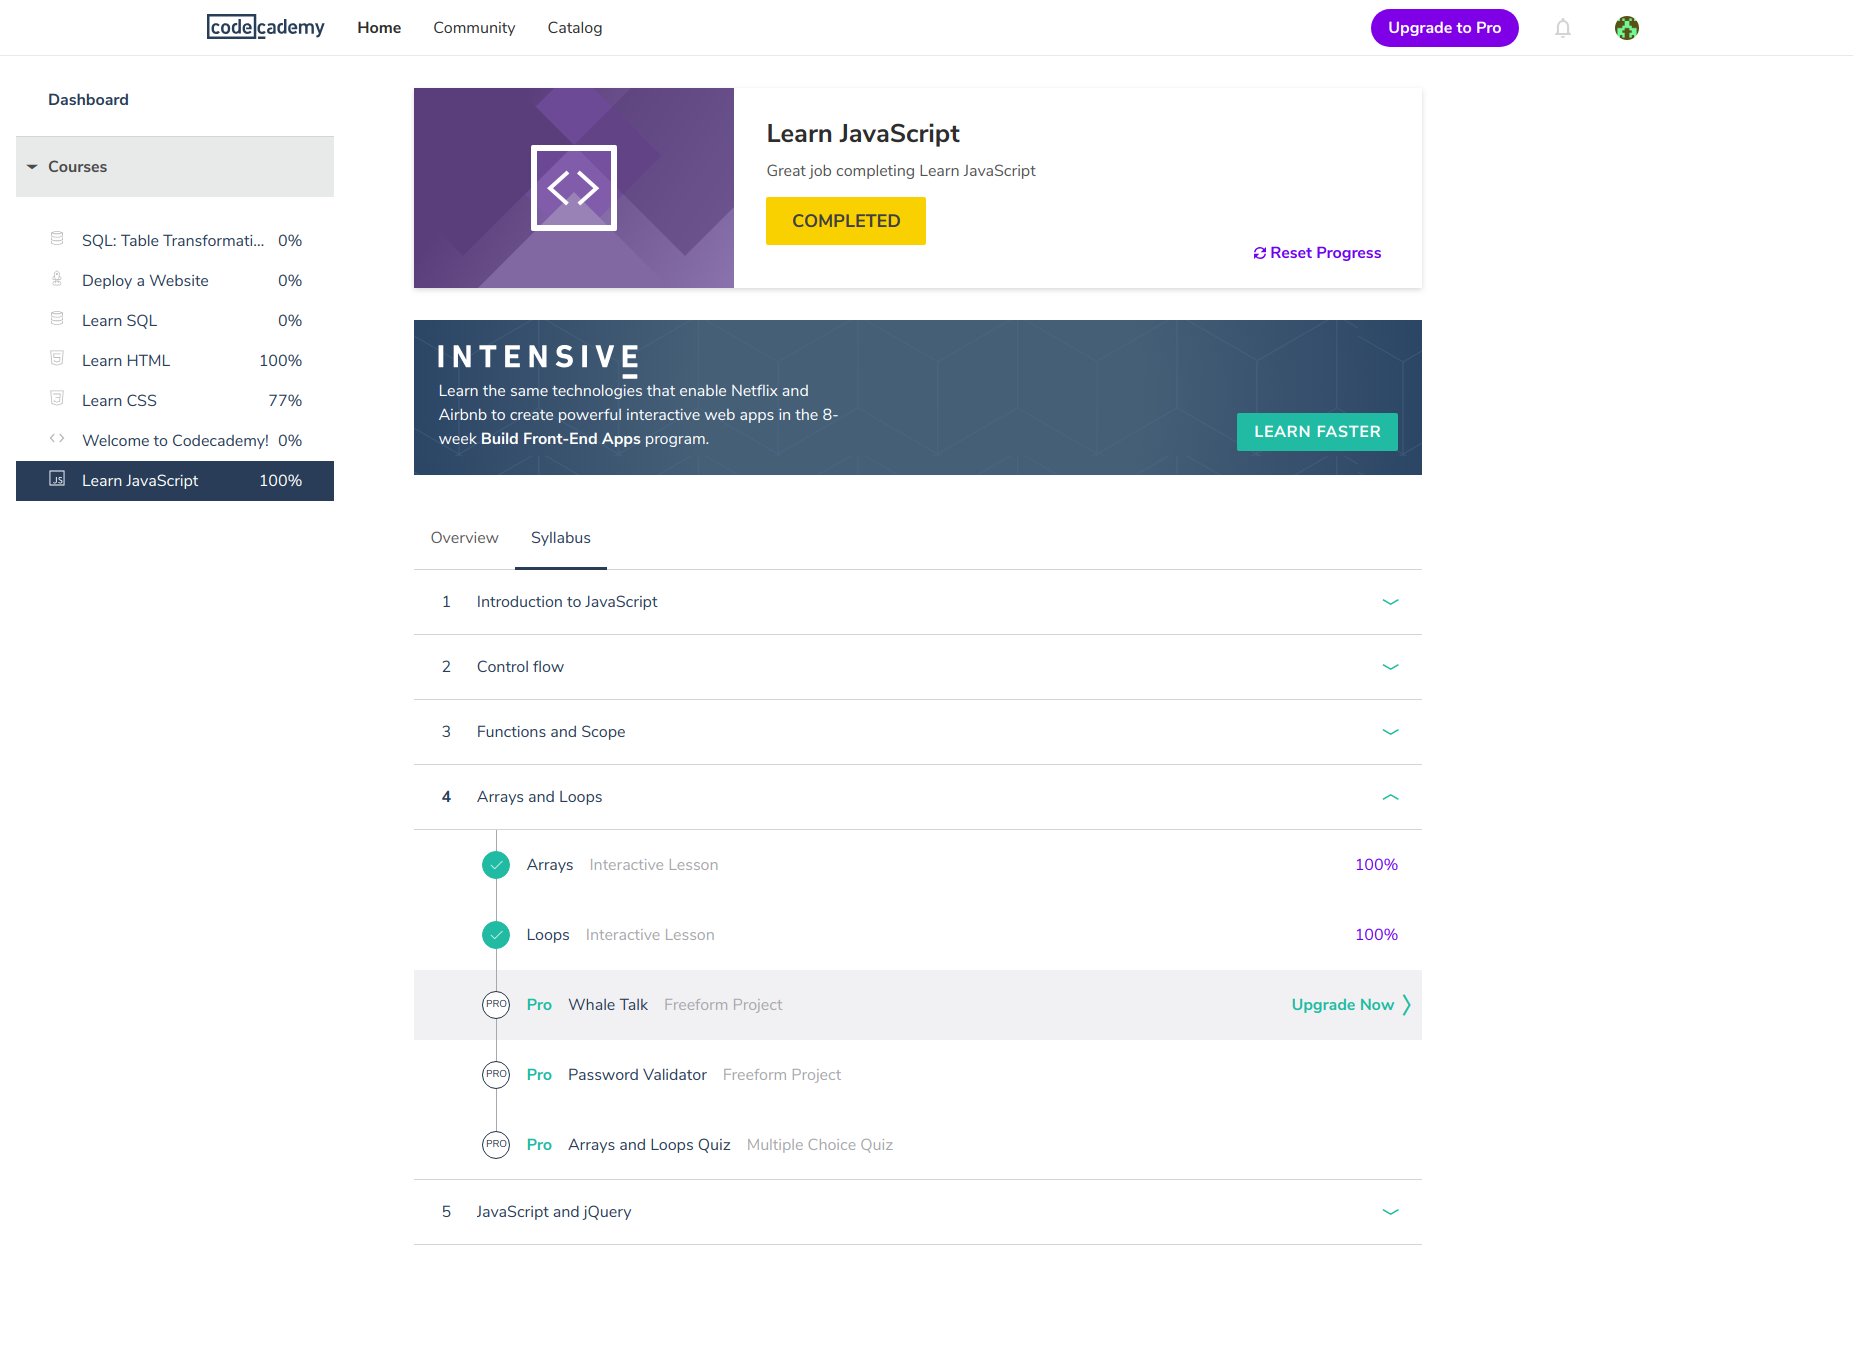 codecademy Home Community Catalog Upgrade to Pro
Dashboard
Courses
SQL: Table Transformati... 0%
Deploy a Website 0%
Learn SQL 0%
Learn HTML 100%
Learn CSS 77%
Welcome to Codecademy! 0%
JS Learn JavaScript 100%
Learn JavaScript
Great job completing Learn JavaScript
COMPLETED
Reset Progress
INTENSIVE
Learn the same technologies that enable Netflix and
Airbnb to create powerful interactive web apps in the 8-
week Build Front-End Apps program.
LEARN FASTER
Overview Syllabus
1 Introduction to JavaScript
2 Control flow
3 Functions and Scope
4 Arrays and Loops
Arrays Interactive Lesson 100%
Loops Interactive Lesson 100%
PRO Pro Whale Talk Freeform Project Upgrade Now
PRO Pro Password Validator Freeform Project
PRO Pro Arrays and Loops Quiz Multiple Choice Quiz
5 JavaScript and jQuery